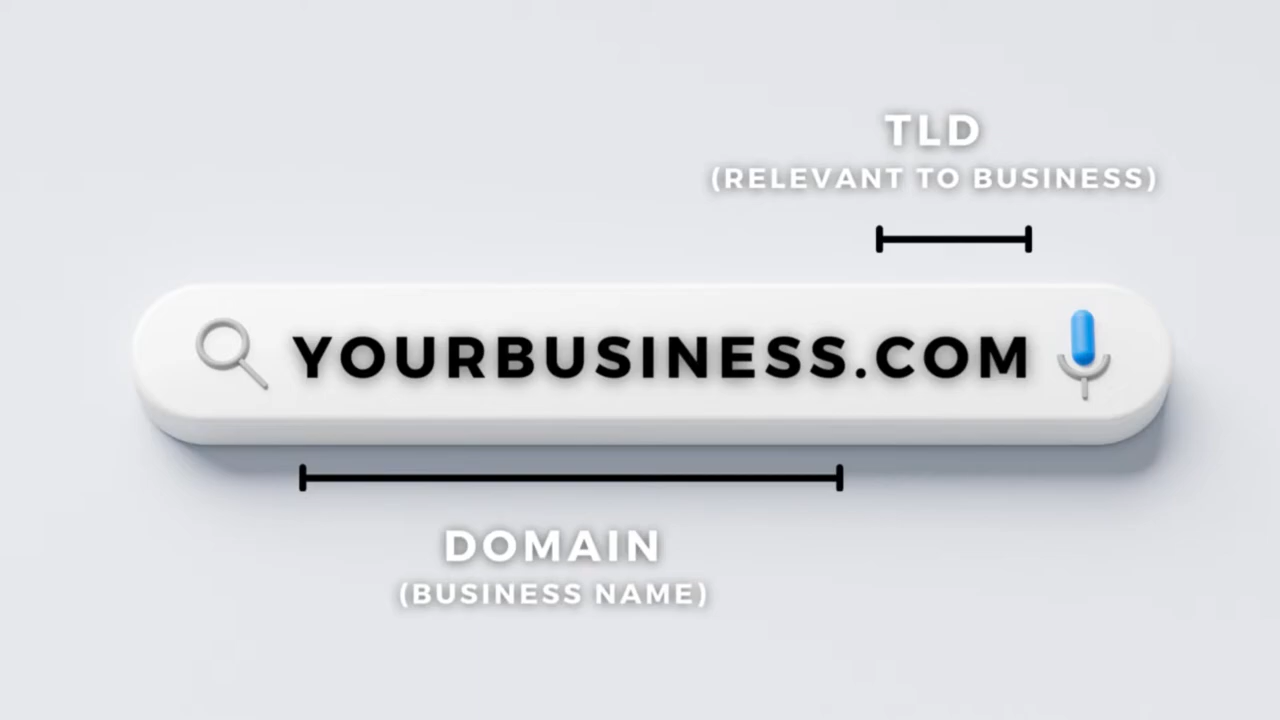 TLD
(RELEVANT TO BUSINESS)
YOURBUSINESS.COM
DOMAIN
(BUSINESS NAME)